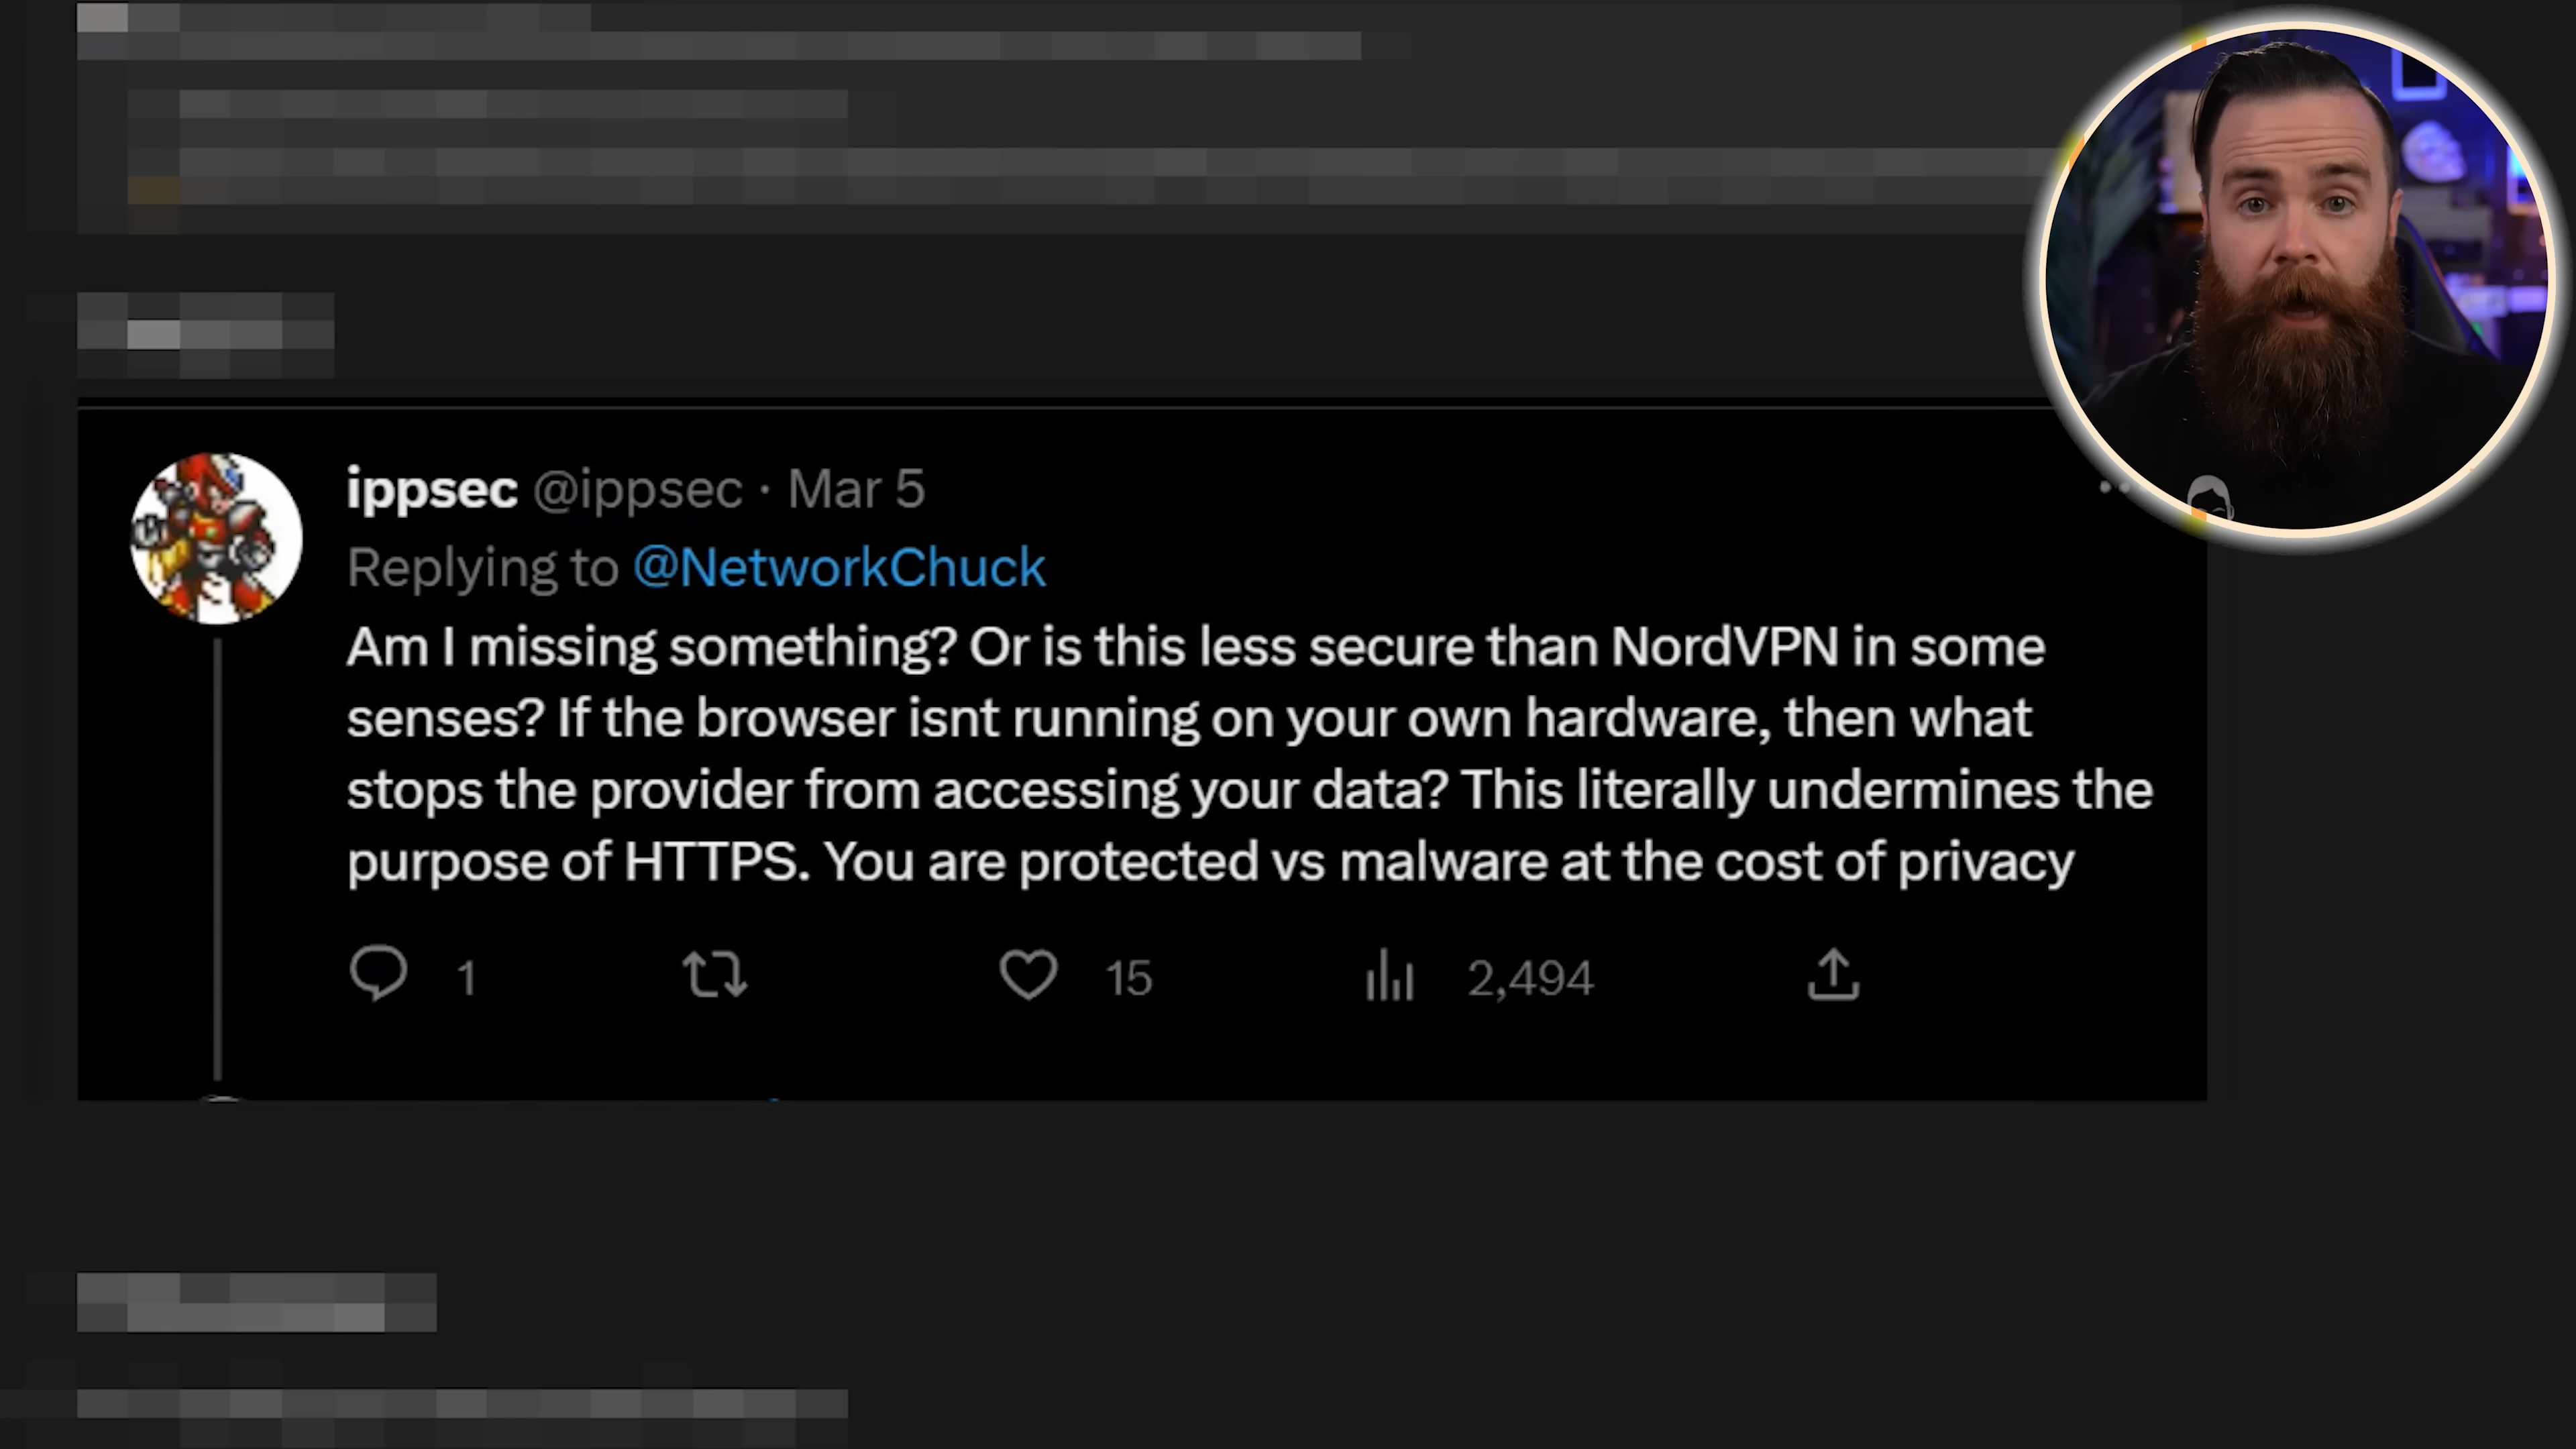 ippsec @ippsec · Mar 5
Replying to @NetworkChuck
Am I missing something? Or is this less secure than NordVPN in some
senses? If the browser isnt running on your own hardware, then what
stops the provider from accessing your data? This literally undermines the
purpose of HTTPS. You are protected vs malware at the cost of privacy
1 15 2,494